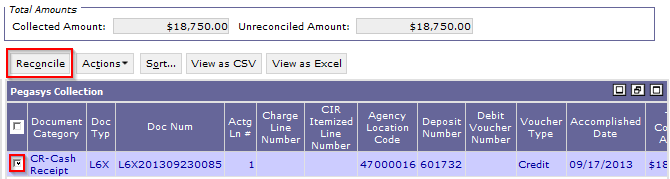 Total Amounts
Collected Amount: $18,750.00 Unreconciled Amount: $18,750.00
Reconcile Actions Sort... View as CSV View as Excel
Pegasys Collection
Document Category Doc Typ Doc Num Actg Ln # Charge Line Number CIR Itemized Line Number Agency Location Code Deposit Number Debit Voucher Number Voucher Type Accomplished Date
CR-Cash Receipt L6X L6X201309230085 1 47000016 601732 Credit 09/17/2013 $18